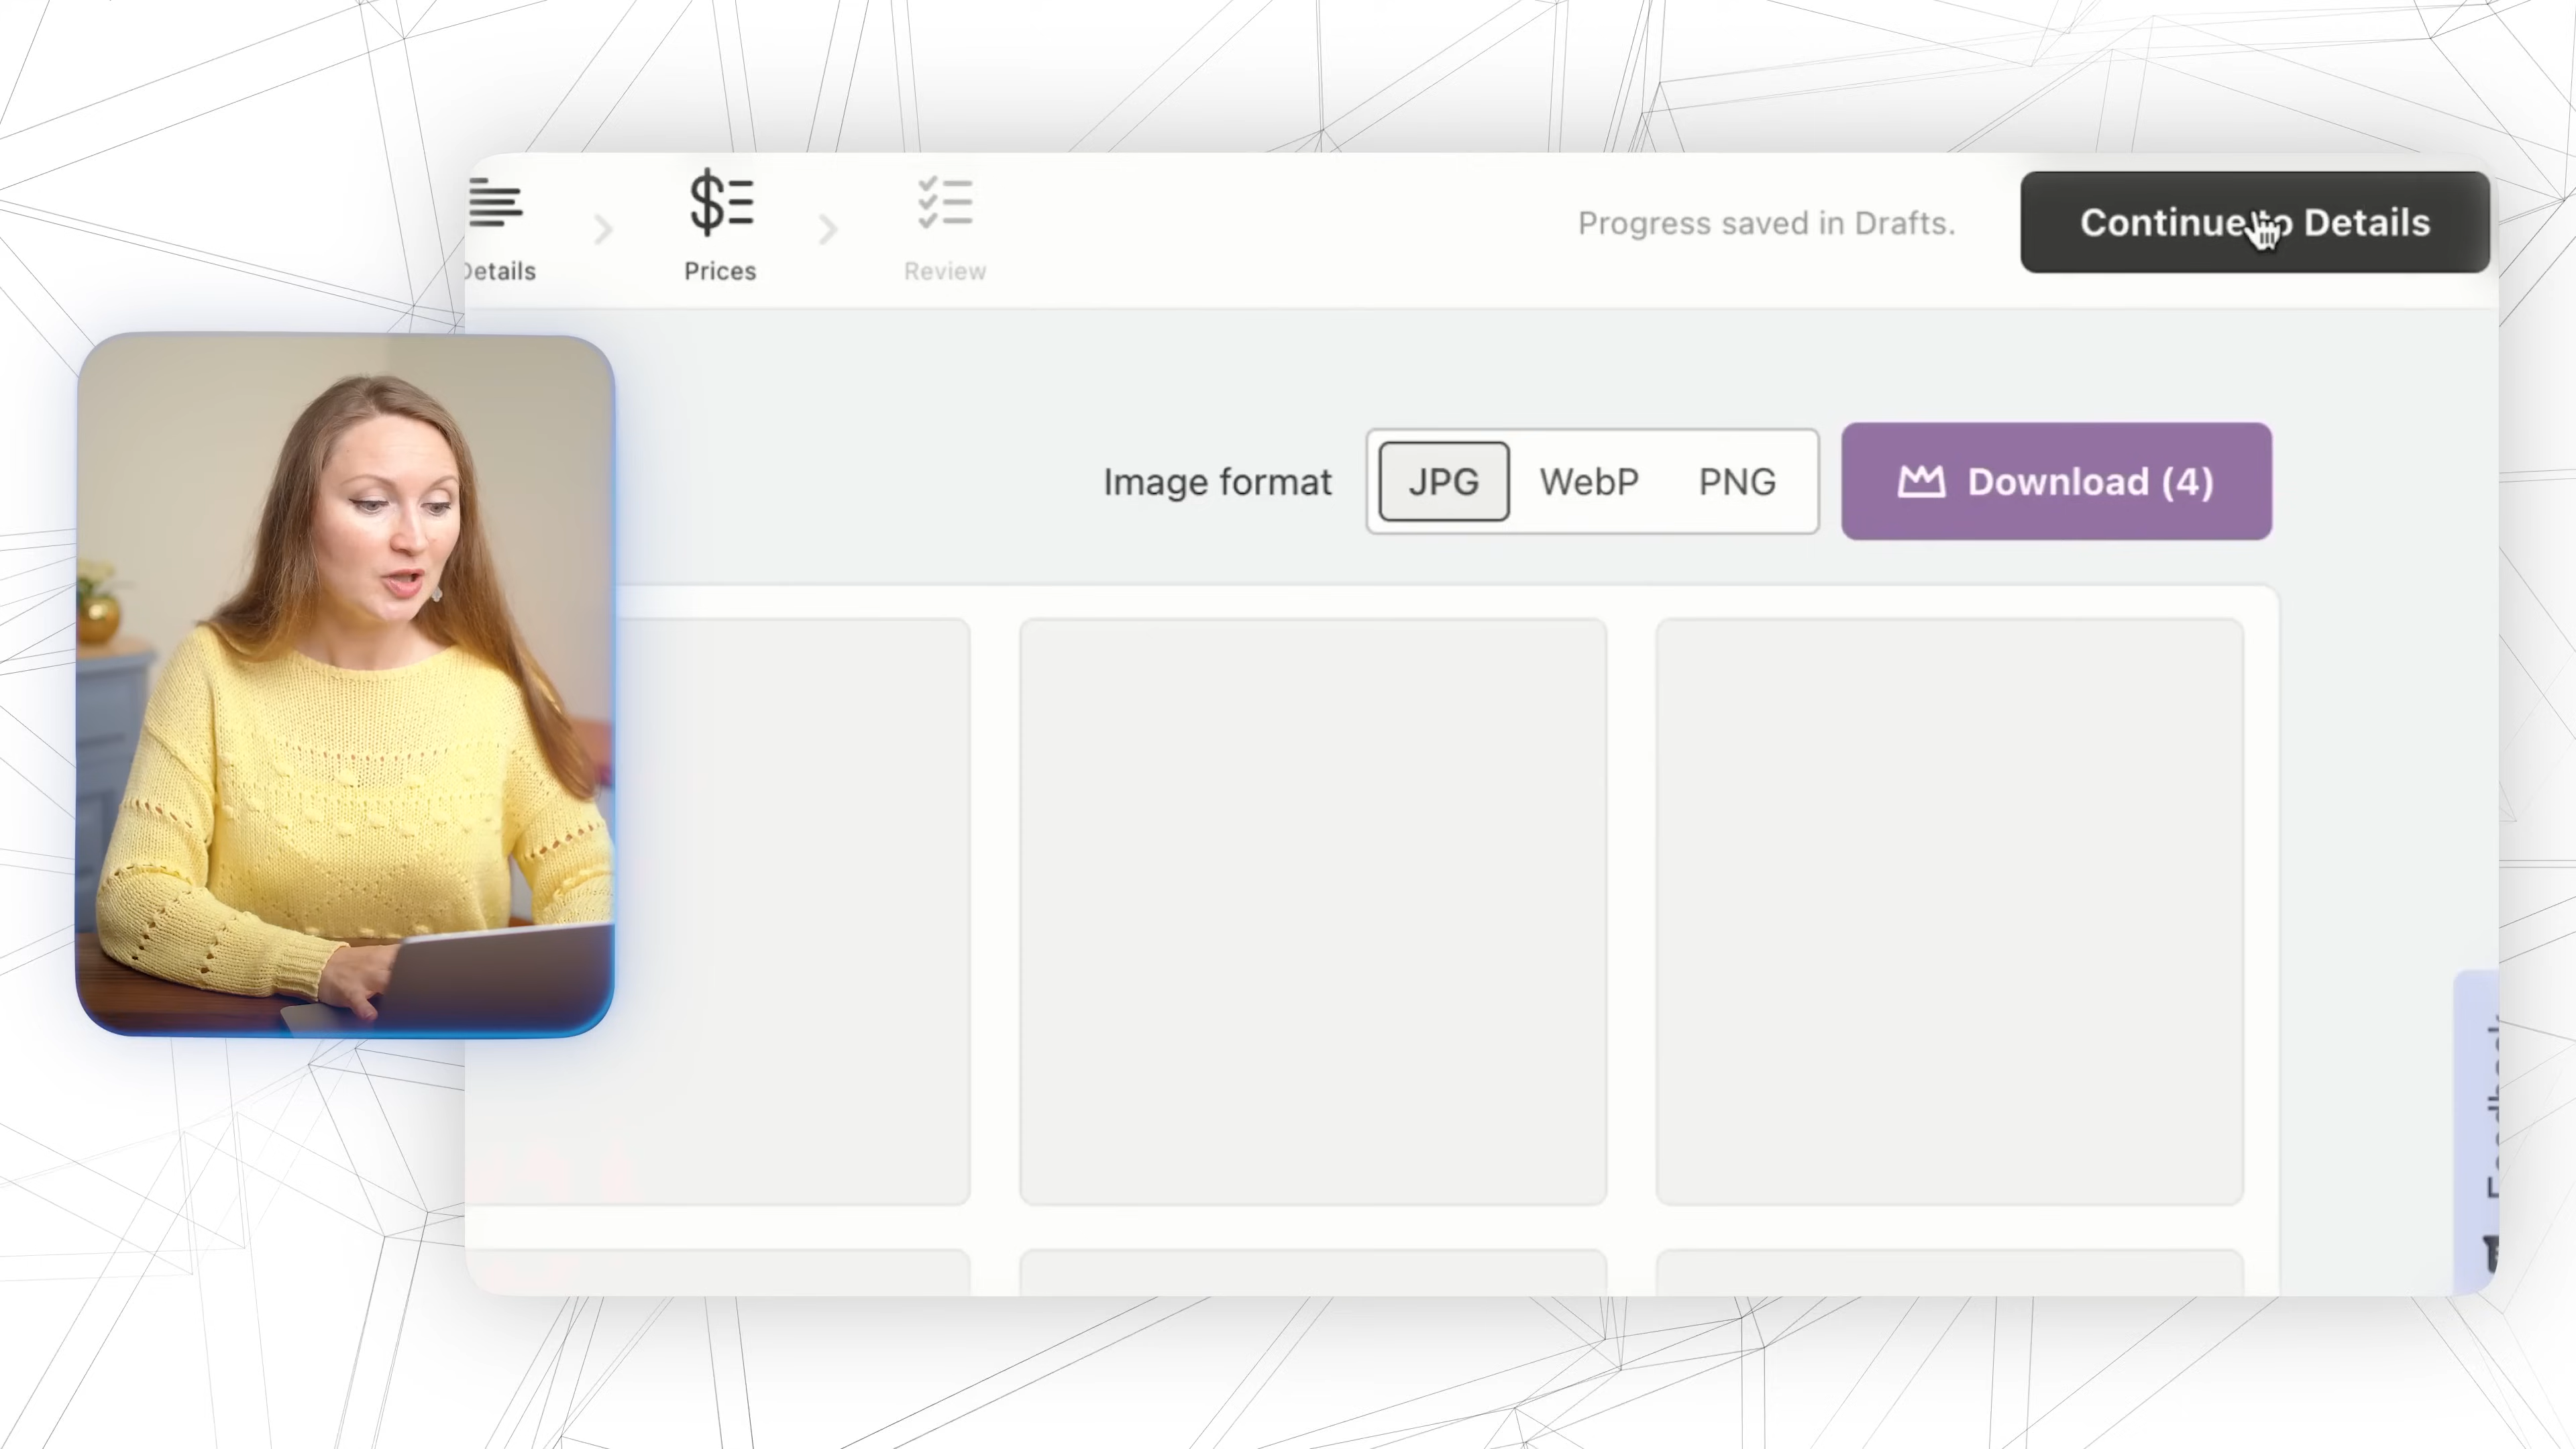 Details
Prices
Review
Progress saved in Drafts.
Continue to Details
Image format
JPG
WebP
PNG
Download (4)